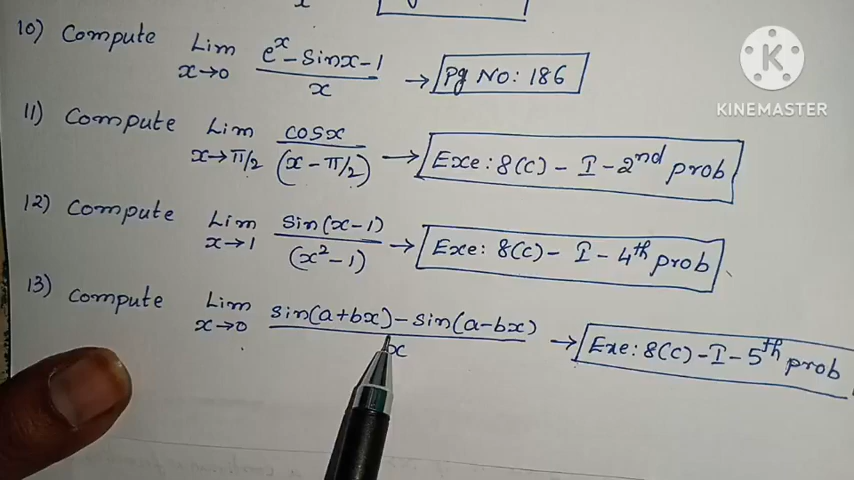 10) Compute Lim x→0 e^x - Sinx - 1 / x → Pg No: 186
KINEMASTER
11) Compute Lim x→π/2 cosx / (x - π/2) → Exe: 8(c) - I - 2nd prob
12) Compute Lim x→1 Sin(x-1) / (x² - 1) → Exe: 8(c) - I - 4th prob
13) Compute Lim x→0 sin(a+bx) - sin(a-bx) / x → Exe: 8(c) - I - 5th prob